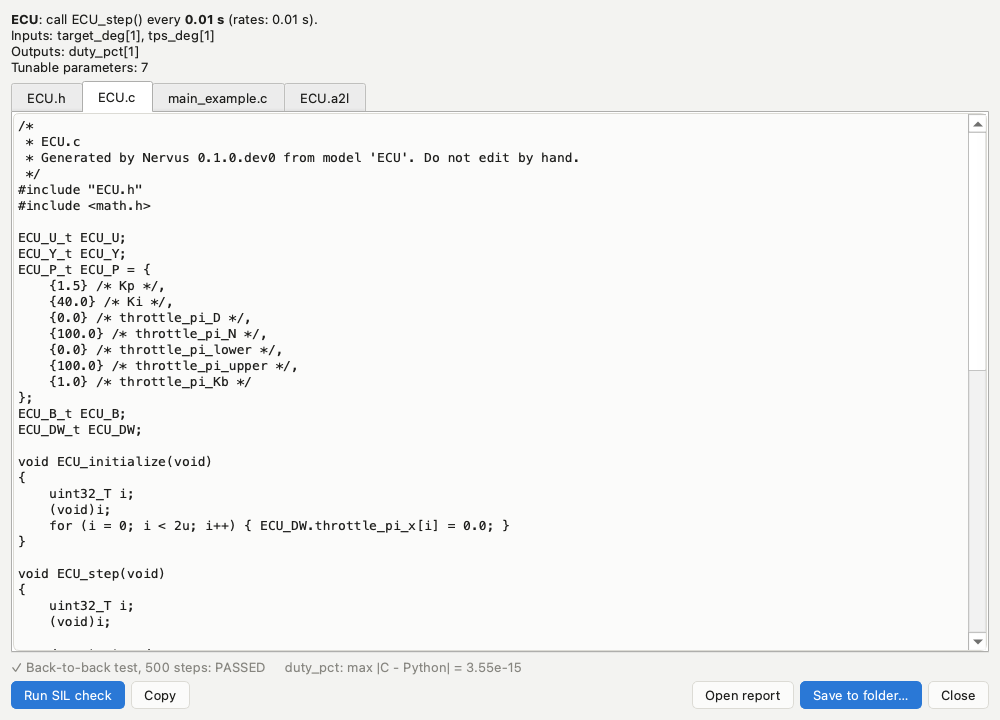 ECU: call ECU_step() every 0.01 s (rates: 0.01 s).
Inputs: target_deg[1], tps_deg[1]
Outputs: duty_pct[1]
Tunable parameters: 7
ECU.h ECU.c main_example.c ECU.a2l
/*
 * ECU.c
 * Generated by Nervus 0.1.0.dev0 from model 'ECU'. Do not edit by hand.
 */
#include "ECU.h"
#include <math.h>

ECU_U_t ECU_U;
ECU_Y_t ECU_Y;
ECU_P_t ECU_P = {
    {1.5} /* Kp */,
    {40.0} /* Ki */,
    {0.0} /* throttle_pi_D */,
    {100.0} /* throttle_pi_N */,
    {0.0} /* throttle_pi_lower */,
    {100.0} /* throttle_pi_upper */,
    {1.0} /* throttle_pi_Kb */
};
ECU_B_t ECU_B;
ECU_DW_t ECU_DW;

void ECU_initialize(void)
{
    uint32_T i;
    (void)i;
    for (i = 0; i < 2u; i++) { ECU_DW.throttle_pi_x[i] = 0.0; }
}

void ECU_step(void)
{
    uint32_T i;
    (void)i;
✓ Back-to-back test, 500 steps: PASSED duty_pct: max |C - Python| = 3.55e-15
Run SIL check Copy Open report Save to folder... Close